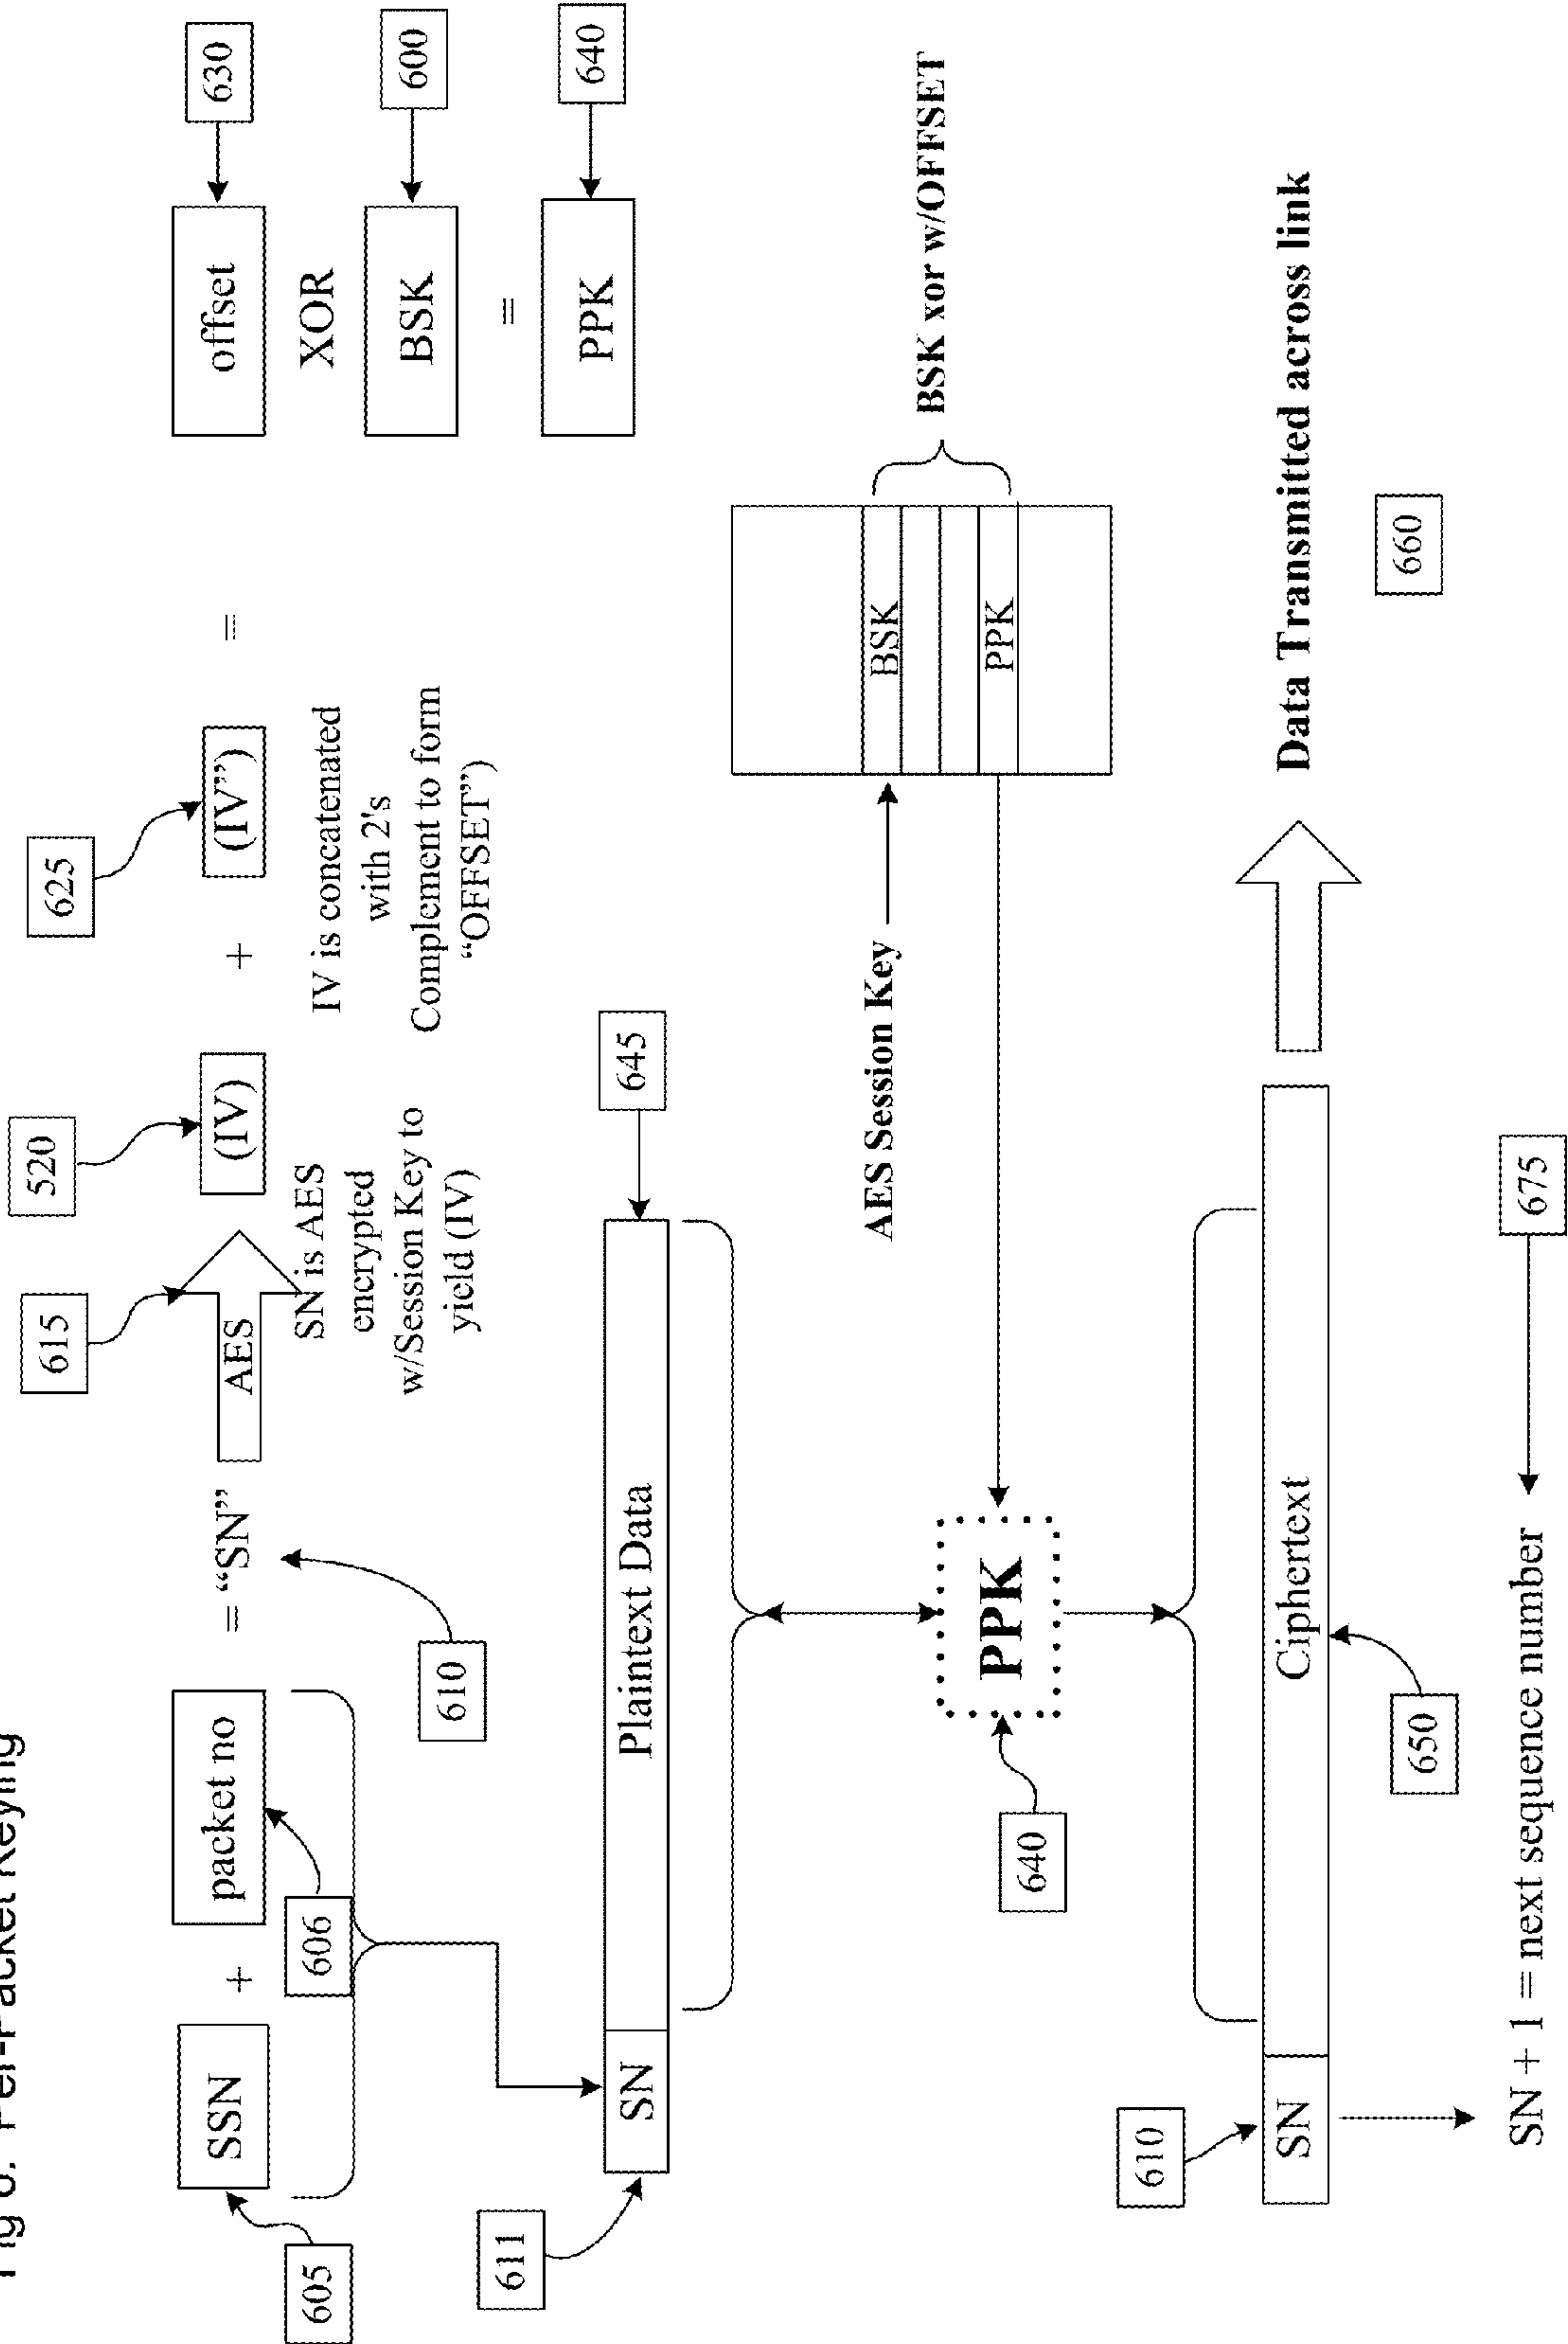 Fig 6. Per-Packet Keying
605
SSN
+
606
packet no
= "SN"
610
615
AES
SN is AES
encrypted
w/Session Key to
yield (IV)
520
(IV)
+
625
(IV")
IV is concatenated
with 2's
Complement to form
"OFFSET")
=
offset
630
XOR
BSK
600
=
PPK
640
611
SN
Plaintext Data
645
640
PPK
AES Session Key
BSK
PPK
BSK xor w/OFFSET
610
SN
Ciphertext
650
Data Transmitted across link
660
SN + 1 = next sequence number
675